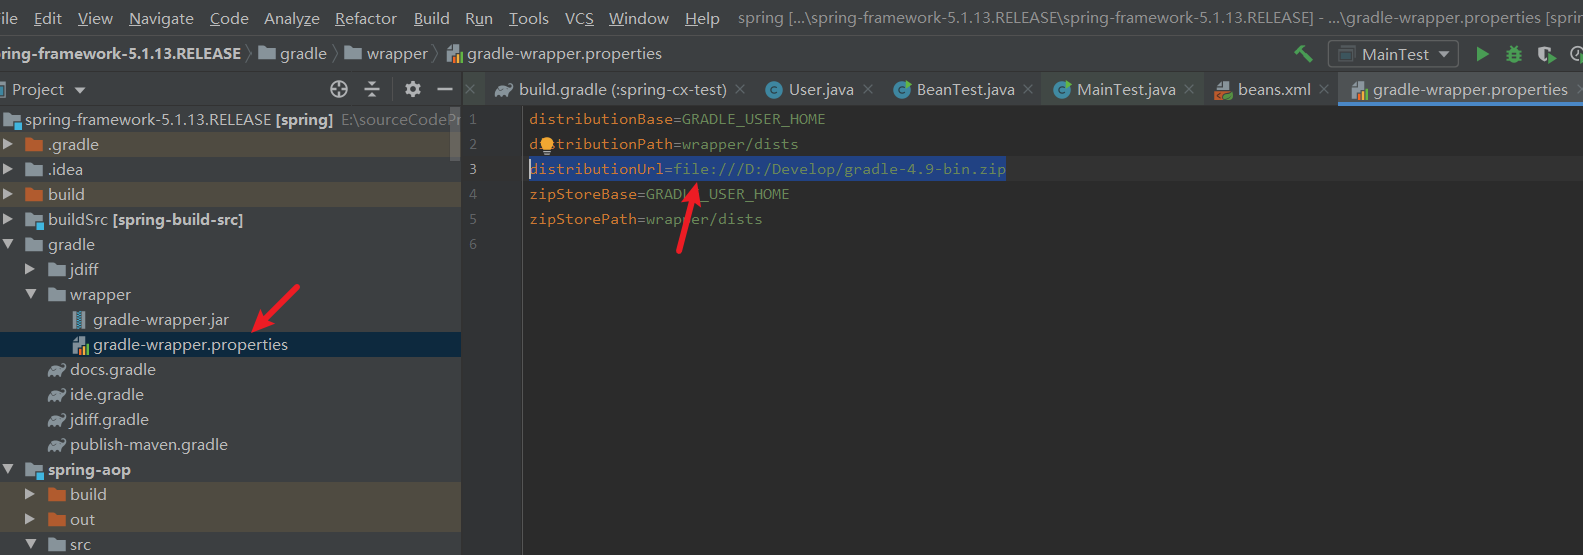 File Edit View Navigate Code Analyze Refactor Build Run Tools VCS Window Help spring [...\spring-framework-5.1.13.RELEASE\spring-framework-5.1.13.RELEASE] - ...\gradle-wrapper.properties [spring
pring-framework-5.1.13.RELEASE gradle wrapper gradle-wrapper.properties MainTest
Project build.gradle (:spring-cx-test) User.java BeanTest.java MainTest.java beans.xml gradle-wrapper.properties
spring-framework-5.1.13.RELEASE [spring] E:\sourceCodePr
.gradle
.idea
build
buildSrc [spring-build-src]
gradle
jdiff
wrapper
gradle-wrapper.jar
gradle-wrapper.properties
docs.gradle
ide.gradle
jdiff.gradle
publish-maven.gradle
spring-aop
build
out
src
1 distributionBase=GRADLE_USER_HOME
2 distributionPath=wrapper/dists
3 distributionUrl=file:///D:/Develop/gradle-4.9-bin.zip
4 zipStoreBase=GRADLE_USER_HOME
5 zipStorePath=wrapper/dists
6